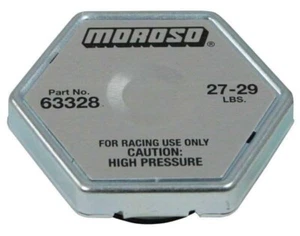 MOROSO®
Part No.
63328
27-29
LBS.
FOR RACING USE ONLY
CAUTION:
HIGH PRESSURE